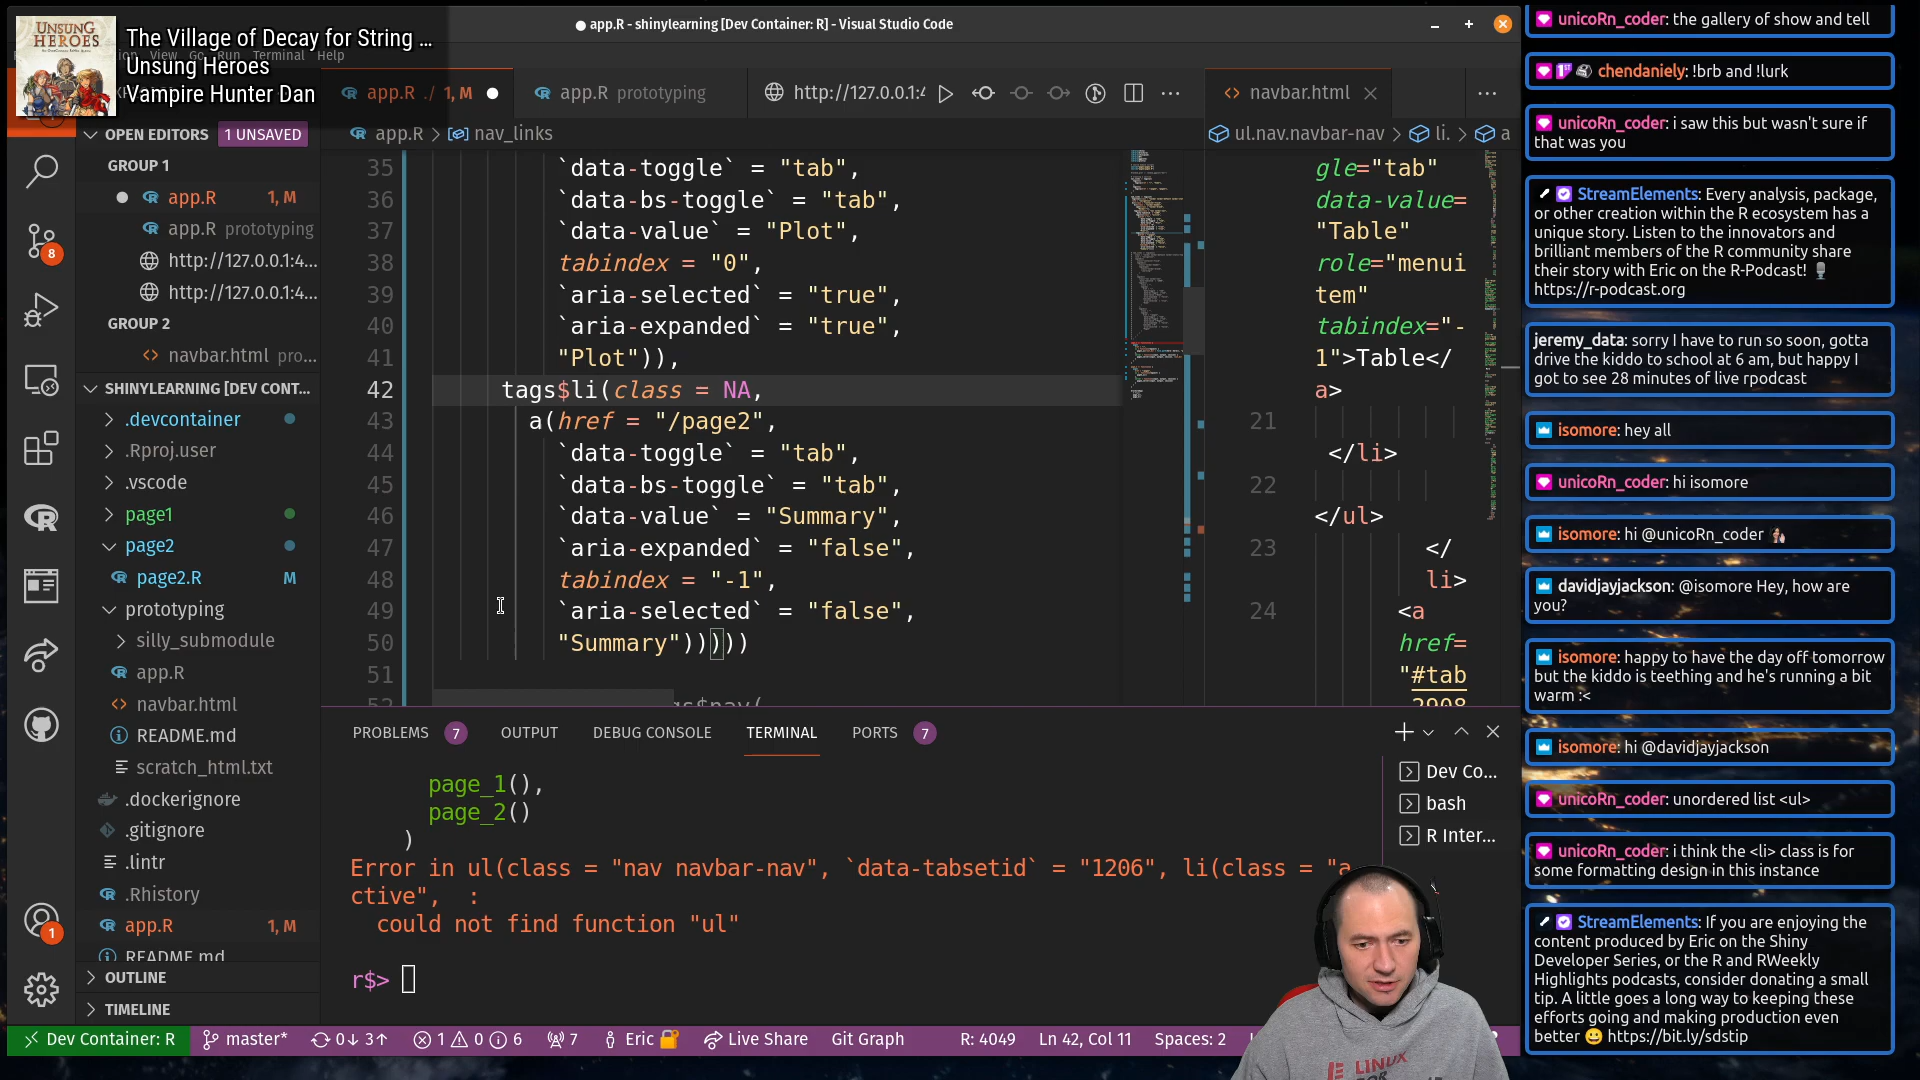 UNSUNG HEROES
The Village of Decay for String ...
Unsung Heroes
Vampire Hunter Dan
app.R - shinylearning [Dev Container: R] - Visual Studio Code
View Go Run Terminal Help
app.R ./ 1, M
app.R prototyping
http://127.0.0.1:4
navbar.html
OPEN EDITORS 1 UNSAVED
GROUP 1
app.R 1, M
app.R prototyping
http://127.0.0.1:4...
http://127.0.0.1:4...
GROUP 2
navbar.html pro...
SHINYLEARNING [DEV CONT...
.devcontainer
.Rproj.user
.vscode
page1
page2
page2.R M
prototyping
silly_submodule
app.R
navbar.html
README.md
scratch_html.txt
.dockerignore
.gitignore
.lintr
.Rhistory
app.R 1, M
README.md
OUTLINE
TIMELINE
8
1
app.R > nav_links
35 `data-toggle` = "tab",
36 `data-bs-toggle` = "tab",
37 `data-value` = "Plot",
38 tabindex = "0",
39 `aria-selected` = "true",
40 `aria-expanded` = "true",
41 "Plot")),
42 tags$li(class = NA,
43 a(href = "/page2",
44 `data-toggle` = "tab",
45 `data-bs-toggle` = "tab",
46 `data-value` = "Summary",
47 `aria-expanded` = "false",
48 tabindex = "-1",
49 `aria-selected` = "false",
50 "Summary")))))
51
ul.nav.navbar-nav > li. > a
gle="tab"
data-value=
"Table"
role="menui
tem"
tabindex="-
1">Table</
a>
21
</li>
22
</ul>
23 </
li>
24 <a
href=
"#tab
PROBLEMS 7 OUTPUT DEBUG CONSOLE TERMINAL PORTS 7
page_1(),
page_2()
)
Error in ul(class = "nav navbar-nav", `data-tabsetid` = "1206", li(class = "a
ctive", :
could not find function "ul"
r$>
Dev Co...
bash
R Inter...
Dev Container: R master* 0↓ 3↑ 1 0 6 7 Eric Live Share Git Graph R: 4049 Ln 42, Col 11 Spaces: 2
unicoRn_coder: the gallery of show and tell
chendaniely: !brb and !lurk
unicoRn_coder: i saw this but wasn't sure if
that was you
StreamElements: Every analysis, package,
or other creation within the R ecosystem has a
unique story. Listen to the innovators and
brilliant members of the R community share
their story with Eric on the R-Podcast! 🎙️
https://r-podcast.org
jeremy_data: sorry I have to run so soon, gotta
drive the kiddo to school at 6 am, but happy I
got to see 28 minutes of live rpodcast
isomore: hey all
unicoRn_coder: hi isomore
isomore: hi @unicoRn_coder
davidjayjackson: @isomore Hey, how are
you?
isomore: happy to have the day off tomorrow
but the kiddo is teething and he's running a bit
warm :<
isomore: hi @davidjayjackson
unicoRn_coder: unordered list <ul>
unicoRn_coder: i think the <li> class is for
some formatting design in this instance
StreamElements: If you are enjoying the
content produced by Eric on the Shiny
Developer Series, or the R and RWeekly
Highlights podcasts, consider donating a small
tip. A little goes a long way to keeping these
efforts going and making production even
better 😀 https://bit.ly/sdstip
LINUX